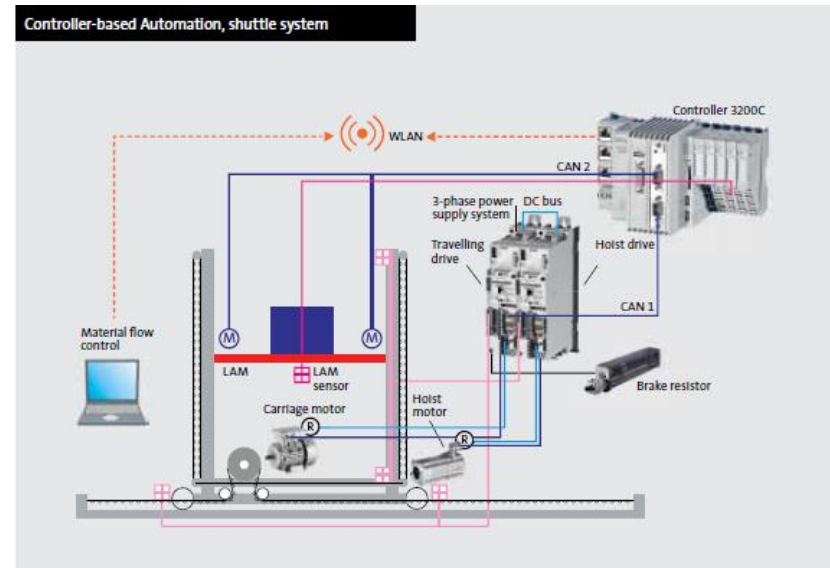 Controller-based Automation, shuttle system
Controller 3200C
WLAN
CAN 2
3-phase power
supply system
DC bus
Travelling
drive
Hoist drive
CAN 1
Material flow
control
M
M
LAM
LAM
sensor
Brake resistor
Carriage motor
Hoist
motor
R
R